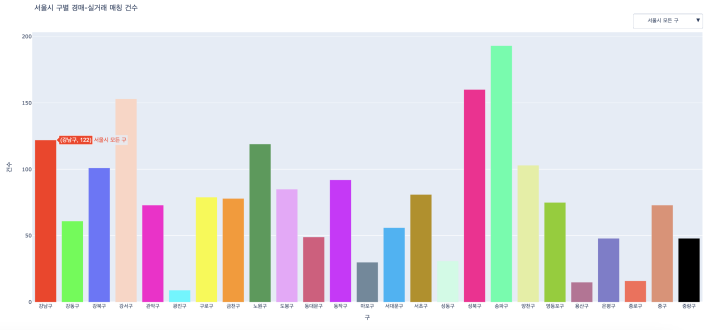 서울시 구별 경매-실거래 매칭 건수
서울시 모든 구 ▼
200
150
100
50
0
건수
(강남구, 122) 서울시 모든 구
강남구 강동구 강북구 강서구 관악구 광진구 구로구 금천구 노원구 도봉구 동대문구 동작구 마포구 서대문구 서초구 성동구 성북구 송파구 양천구 영등포구 용산구 은평구 종로구 중구 중랑구
구